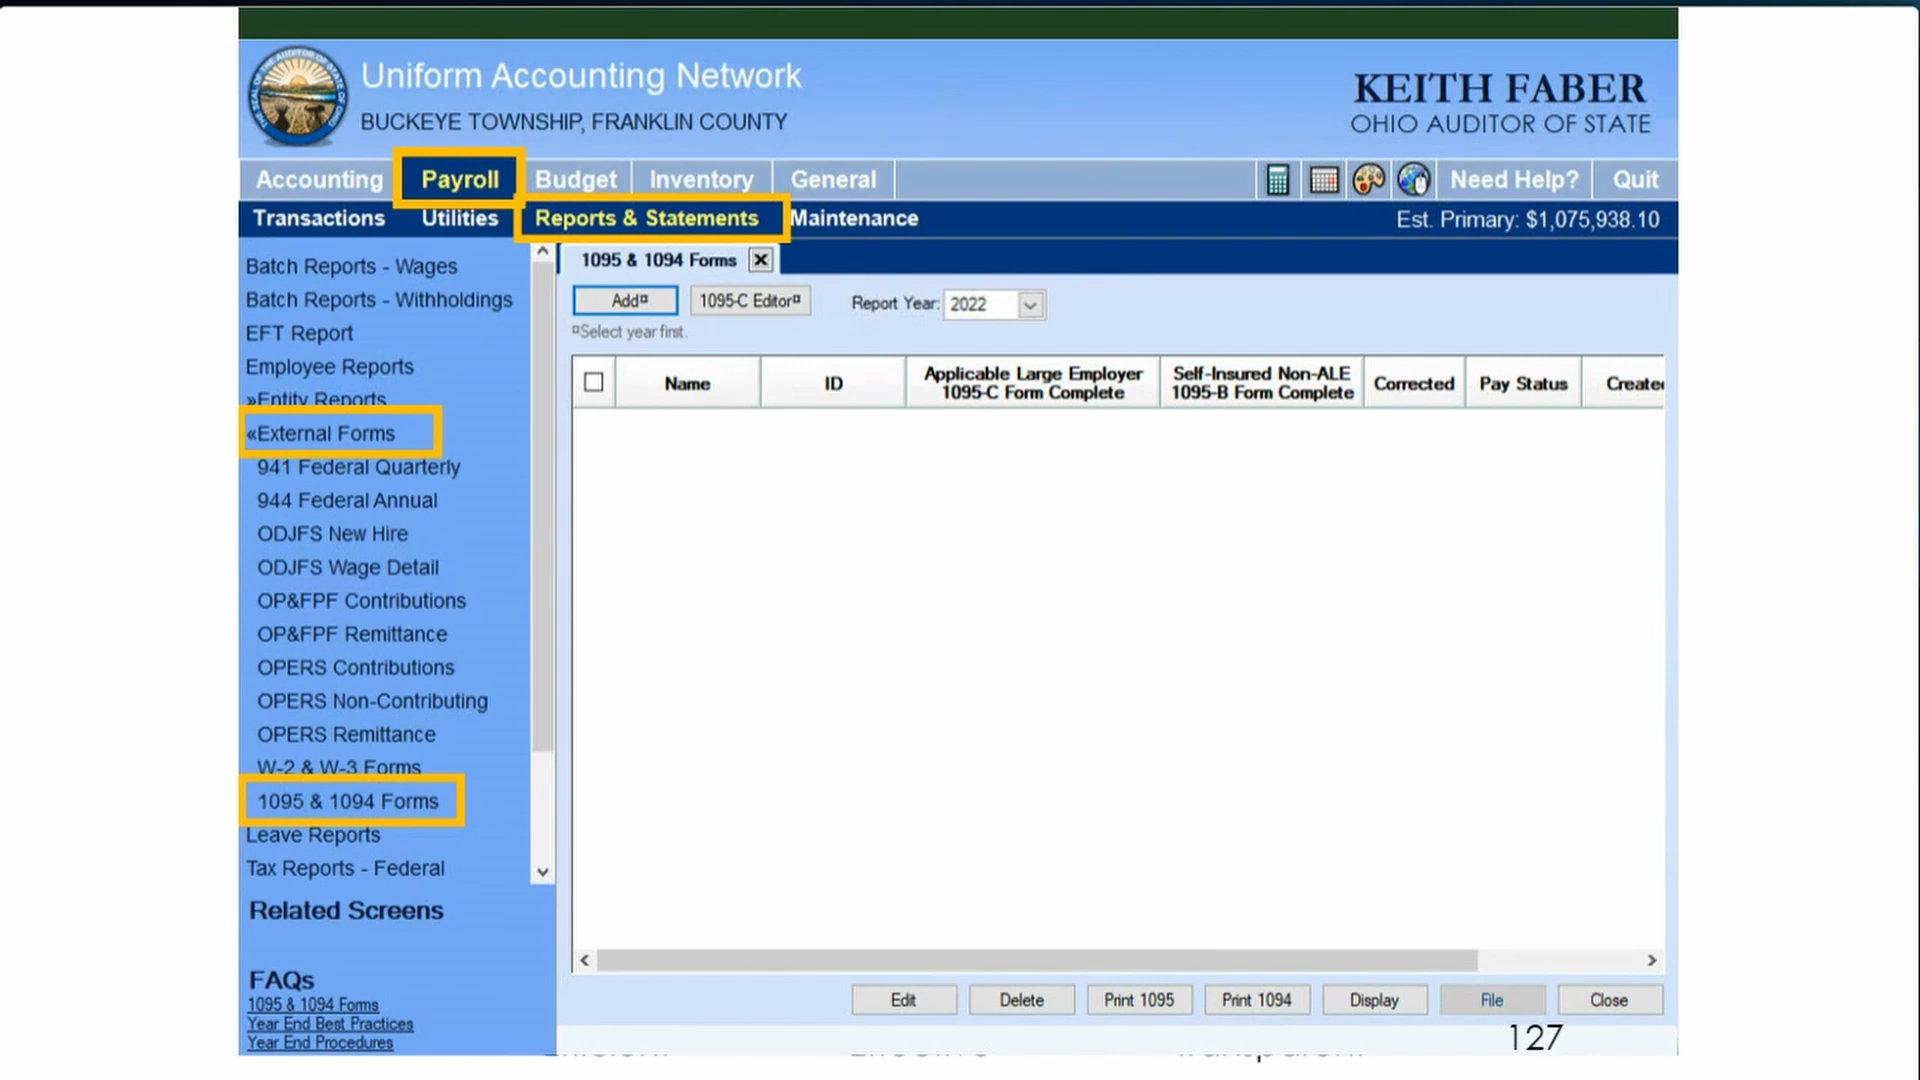 Uniform Accounting Network
BUCKEYE TOWNSHIP, FRANKLIN COUNTY
KEITH FABER
OHIO AUDITOR OF STATE
Accounting Payroll Budget Inventory General Need Help? Quit
Transactions Utilities Reports & Statements Maintenance Est. Primary: $1,075,938.10
Batch Reports - Wages
Batch Reports - Withholdings
EFT Report
Employee Reports
»Entity Reports
«External Forms
941 Federal Quarterly
944 Federal Annual
ODJFS New Hire
ODJFS Wage Detail
OP&FPF Contributions
OP&FPF Remittance
OPERS Contributions
OPERS Non-Contributing
OPERS Remittance
W-2 & W-3 Forms
1095 & 1094 Forms
Leave Reports
Tax Reports - Federal
Related Screens
FAQs
1095 & 1094 Forms
Year End Best Practices
Year End Procedures
1095 & 1094 Forms
Add¤ 1095-C Editor¤ Report Year: 2022
¤Select year first.
Name ID Applicable Large Employer 1095-C Form Complete Self-Insured Non-ALE 1095-B Form Complete Corrected Pay Status Created
Edit Delete Print 1095 Print 1094 Display File Close
127